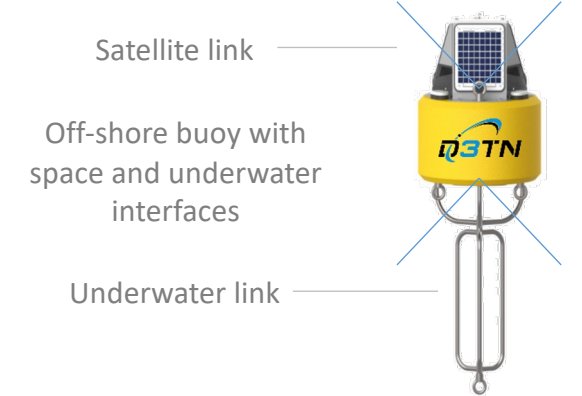 Satellite link
Off-shore buoy with
space and underwater
interfaces
D3TN
Underwater link